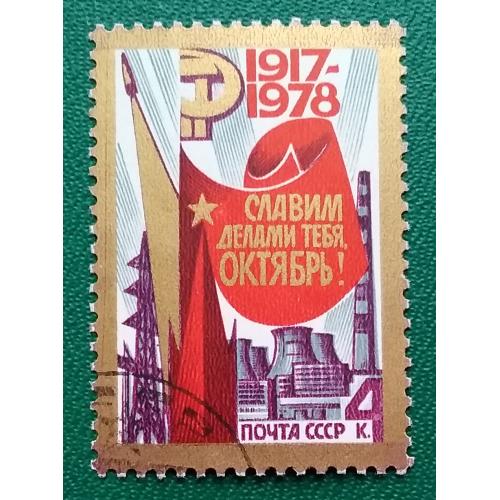 1917-
1978
СЛАВИМ
ДЕЛАМИ ТЕБЯ,
ОКТЯБРЬ!
4
ПОЧТА СССР К.